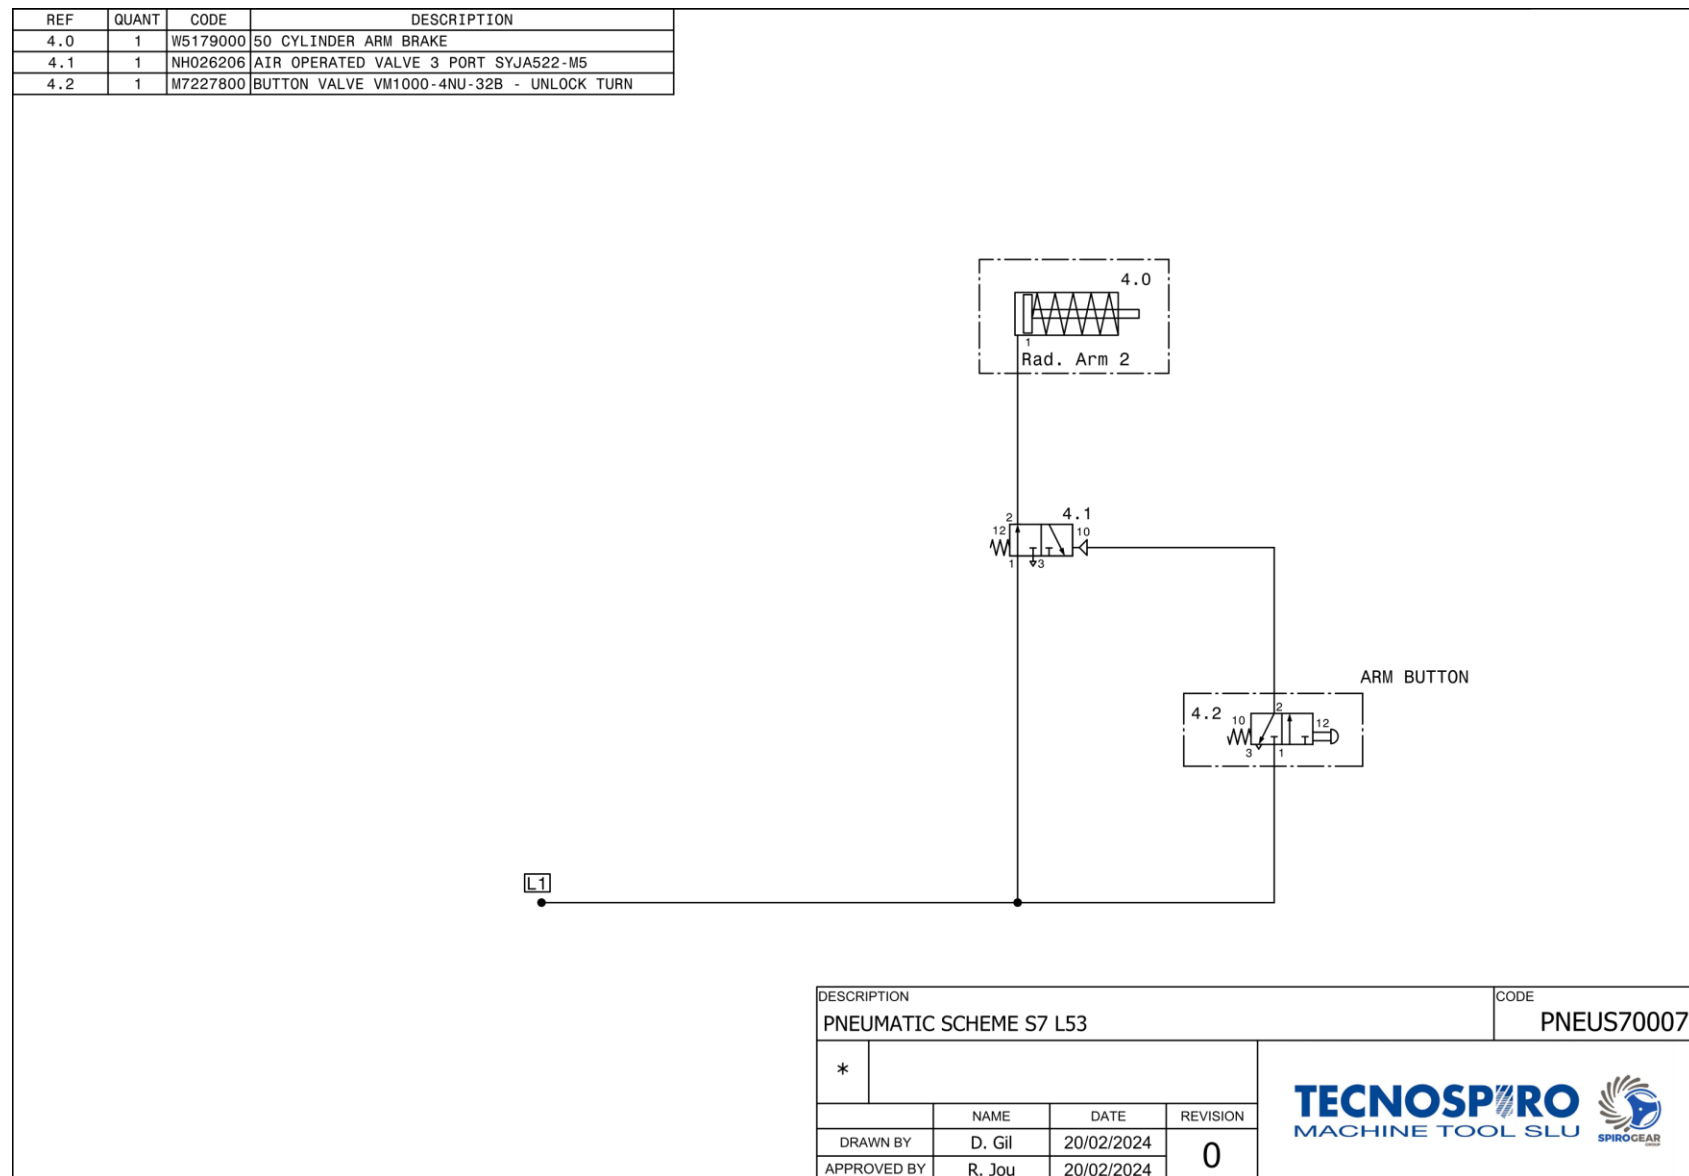 REF QUANT CODE DESCRIPTION
4.0 1 W5179000 50 CYLINDER ARM BRAKE
4.1 1 NH026206 AIR OPERATED VALVE 3 PORT SYJA522-M5
4.2 1 M7227800 BUTTON VALVE VM1000-4NU-32B - UNLOCK TURN
4.0
1
Rad. Arm 2
2 4.1
12 10
1 3
ARM BUTTON
4.2 10 2 12
3 1
L1
DESCRIPTION CODE
PNEUMATIC SCHEME S7 L53 PNEUS70007
*
NAME DATE REVISION
DRAWN BY D. Gil 20/02/2024 0
APPROVED BY R. Jou 20/02/2024
TECNOSPIRO
MACHINE TOOL SLU
SPIROGEAR
GROUP